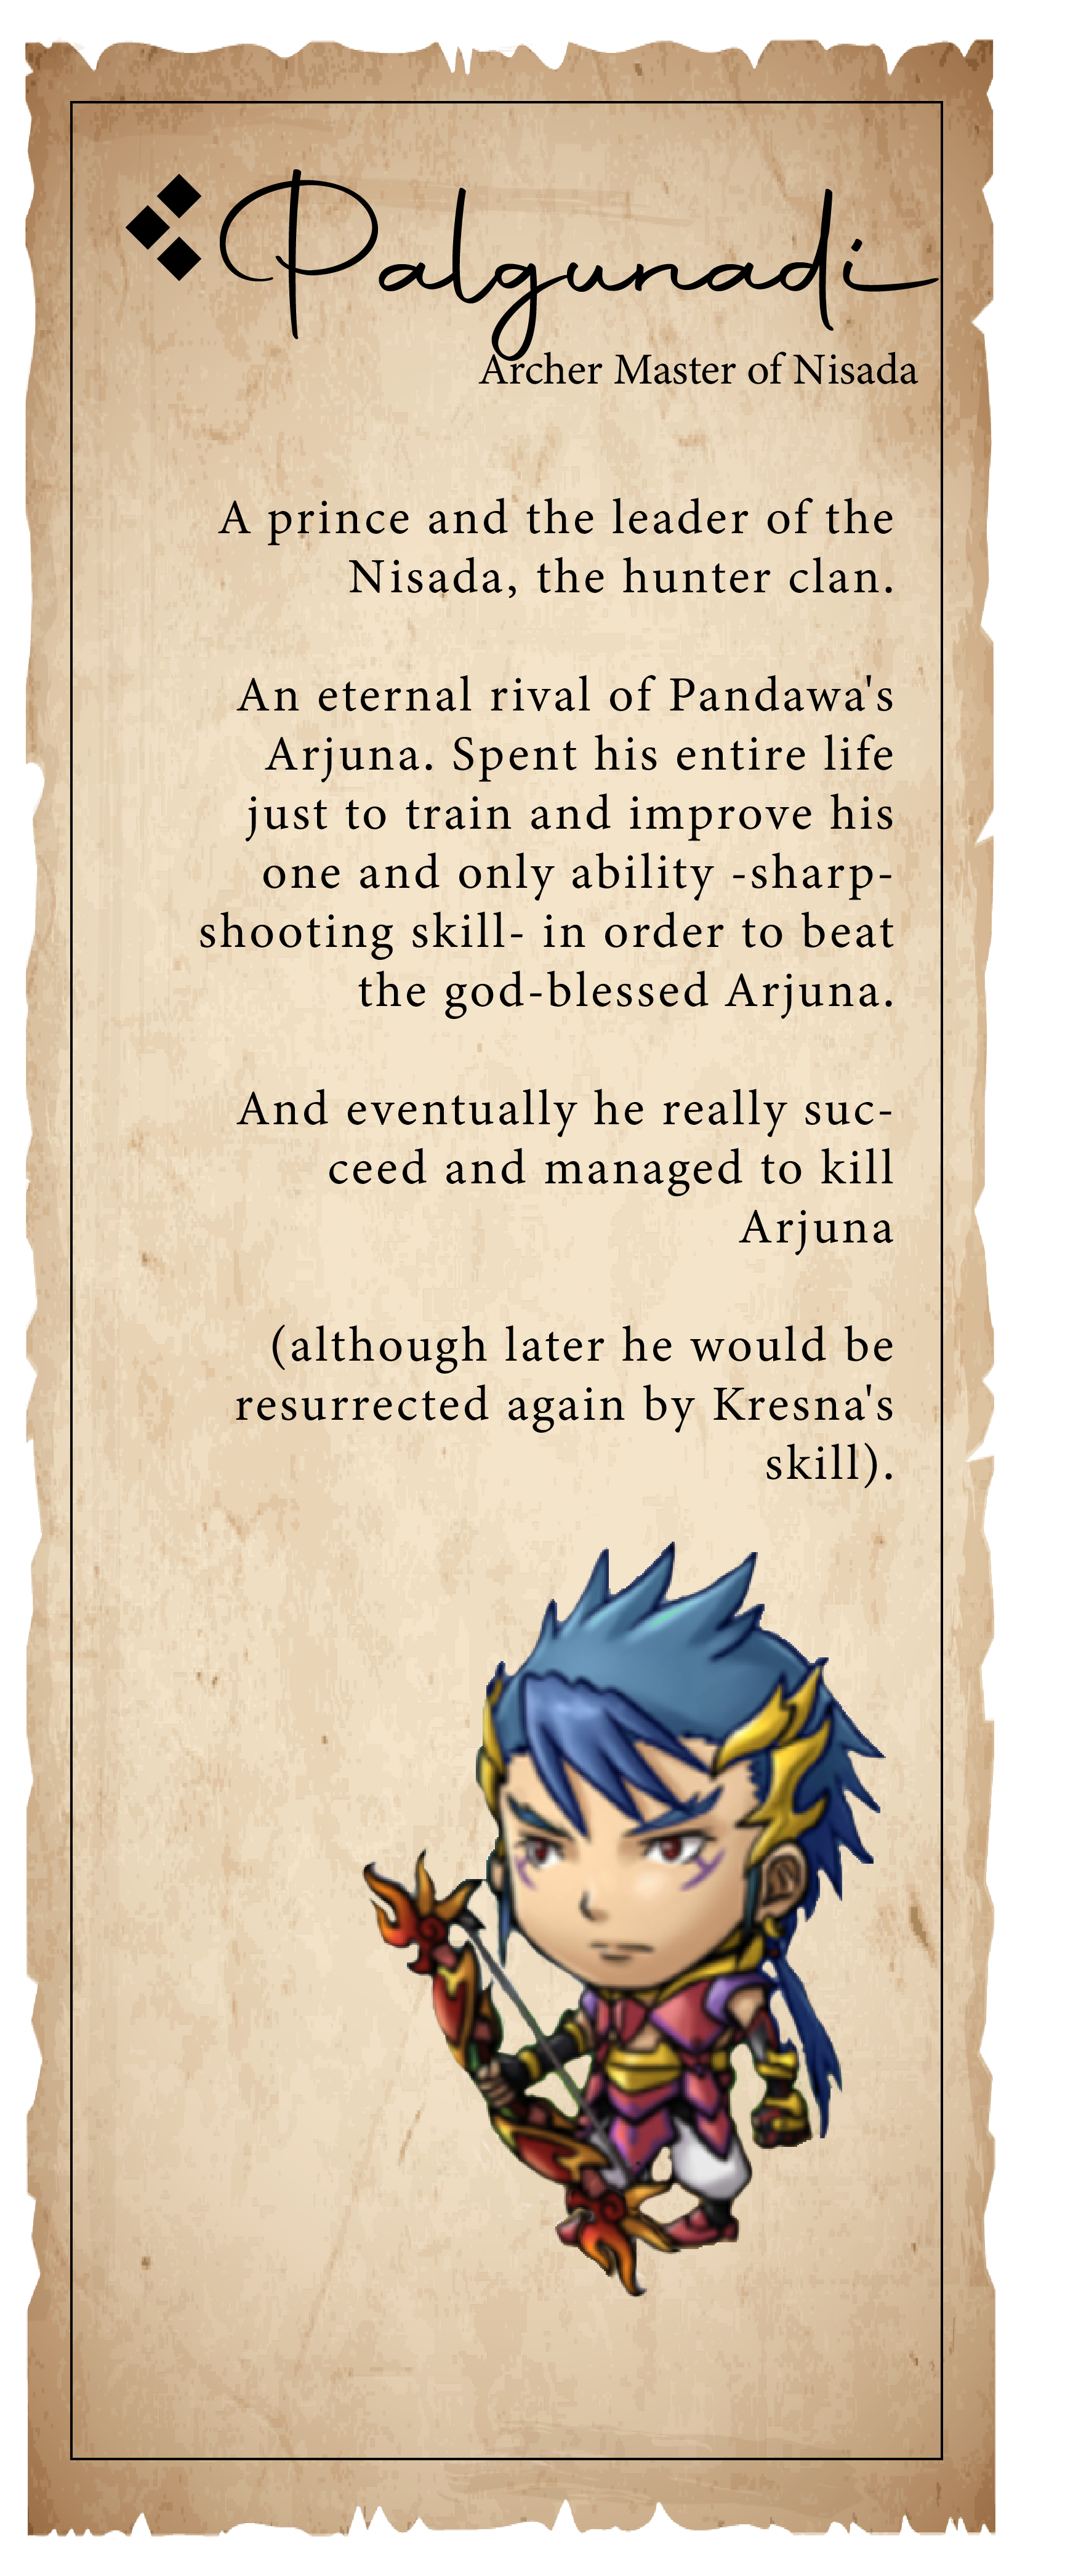 Palgunadi
Archer Master of Nisada
A prince and the leader of the
Nisada, the hunter clan.
An eternal rival of Pandawa's
Arjuna. Spent his entire life
just to train and improve his
one and only ability -sharp-
shooting skill- in order to beat
the god-blessed Arjuna.
And eventually he really suc-
ceed and managed to kill
Arjuna
(although later he would be
resurrected again by Kresna's
skill).